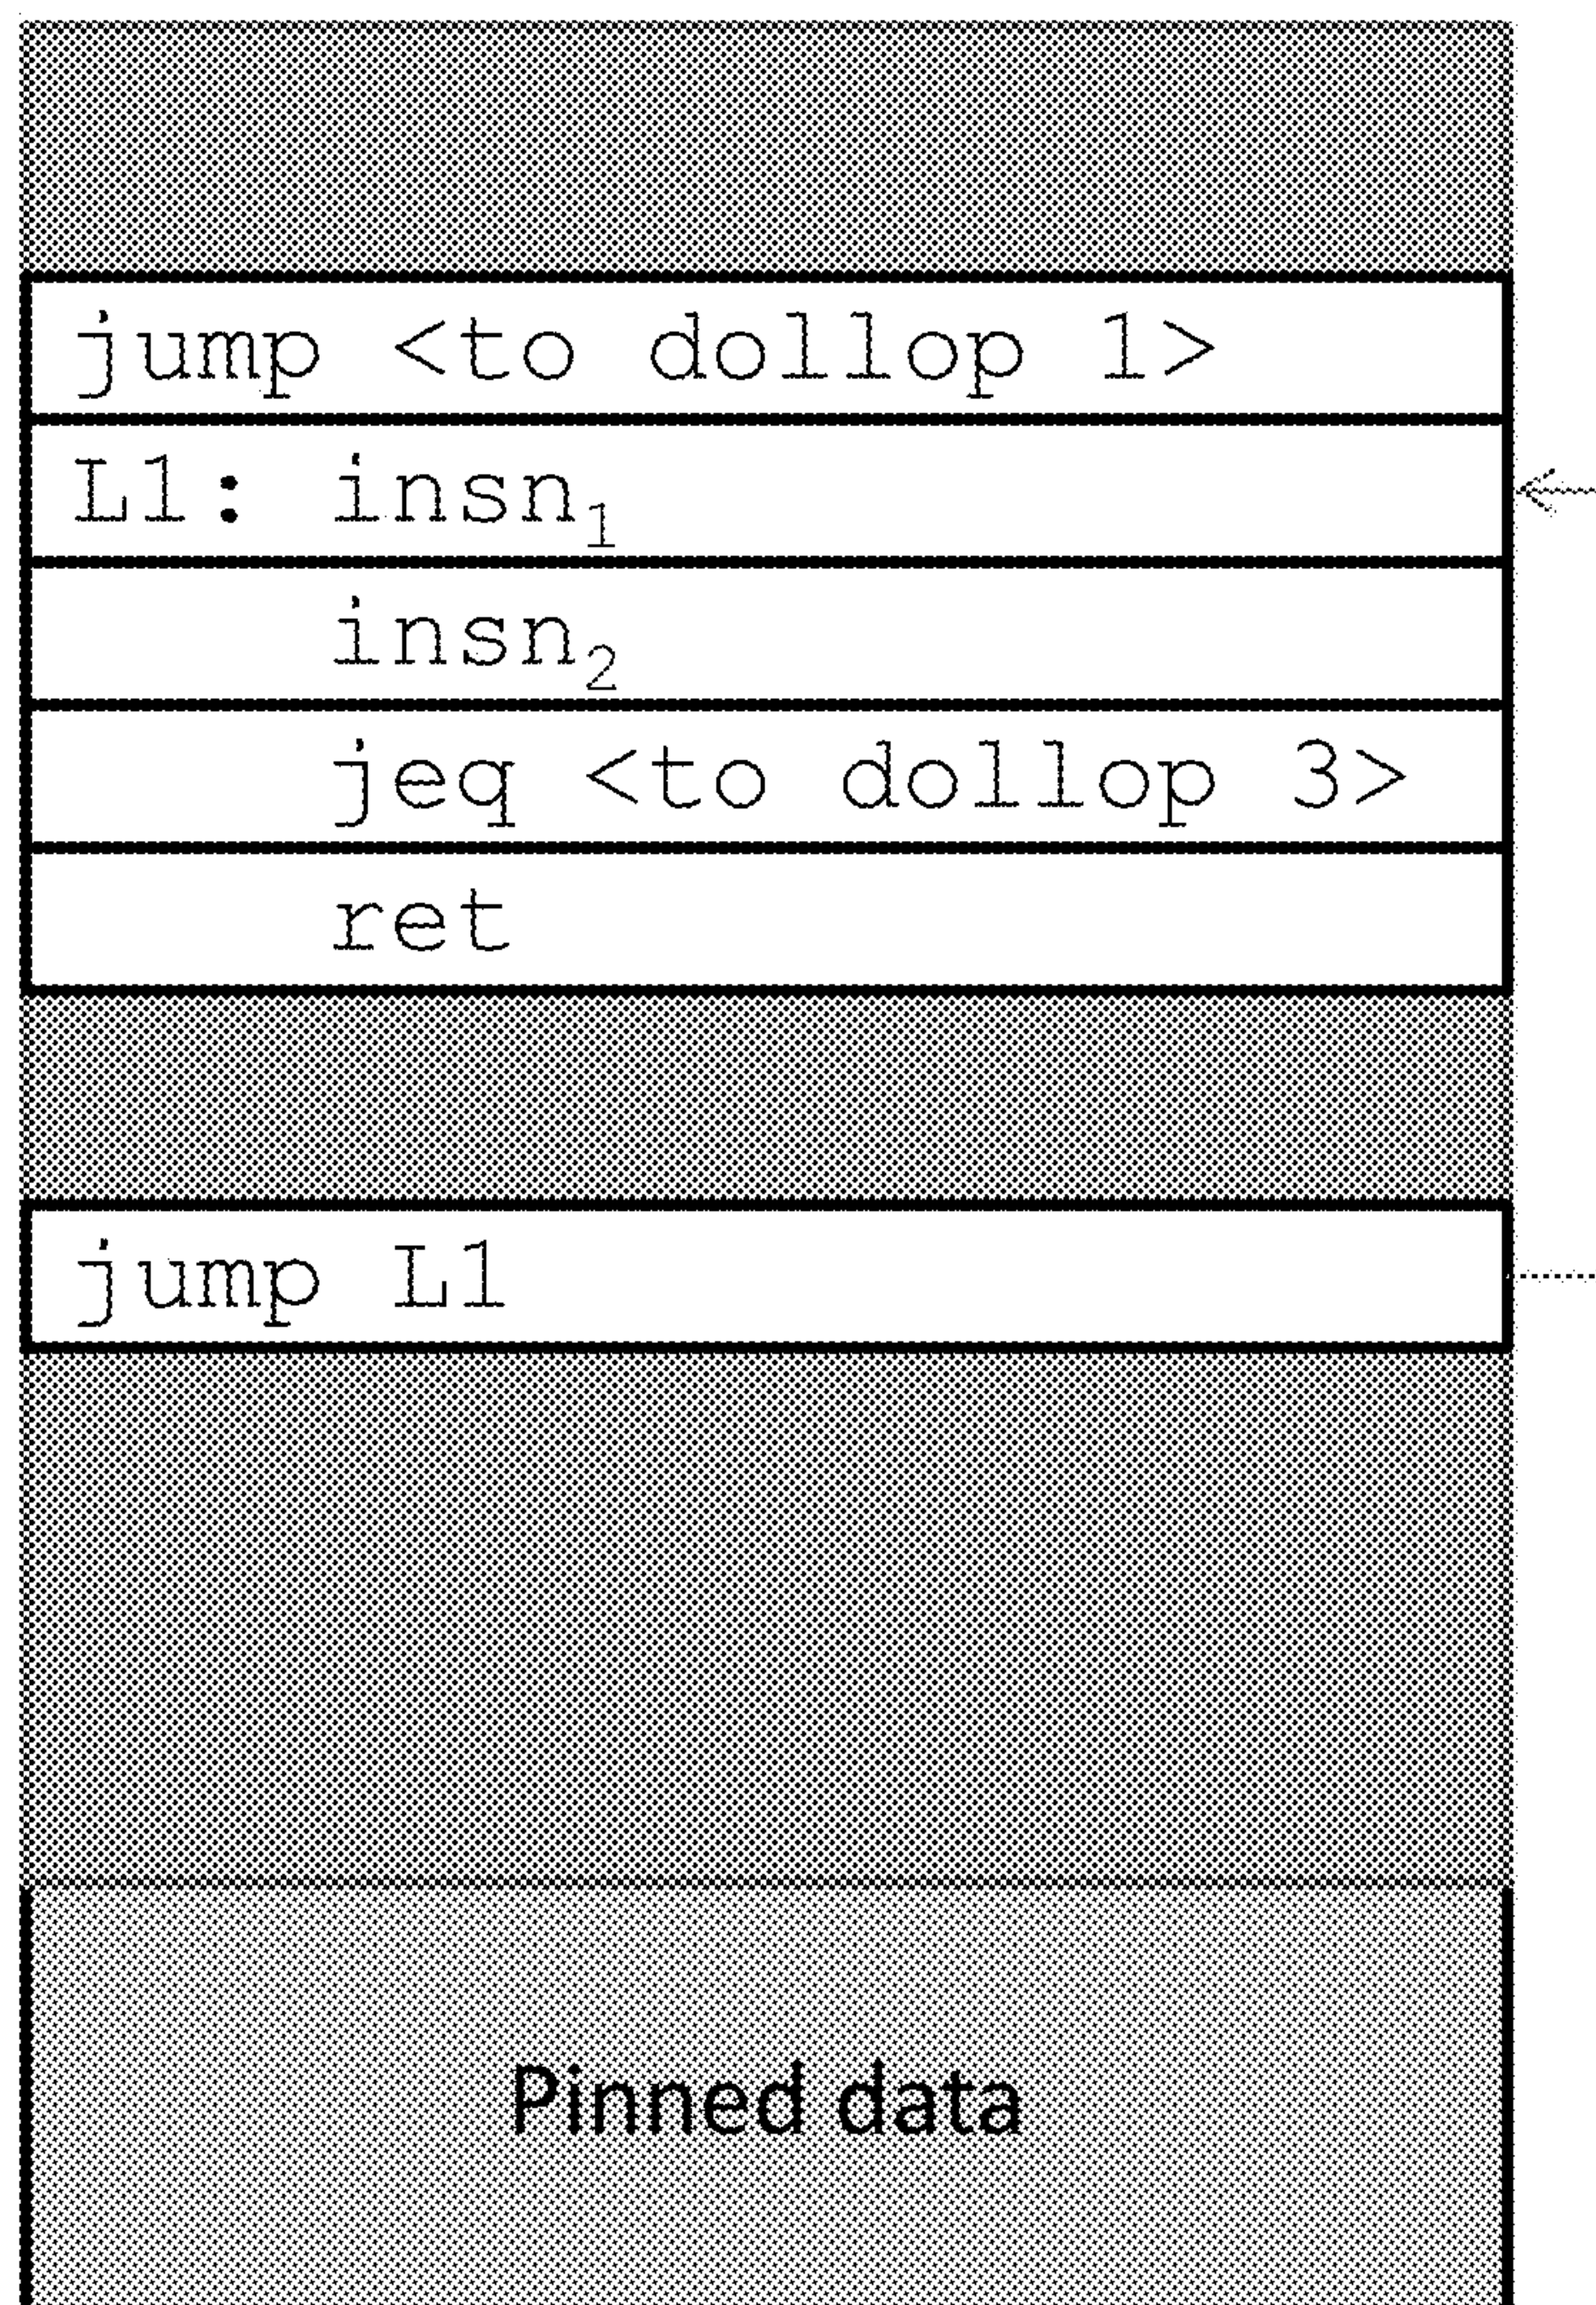 jump <to dollop 1>
L1: insn₁
insn₂
jeq <to dollop 3>
ret
jump L1
Pinned data